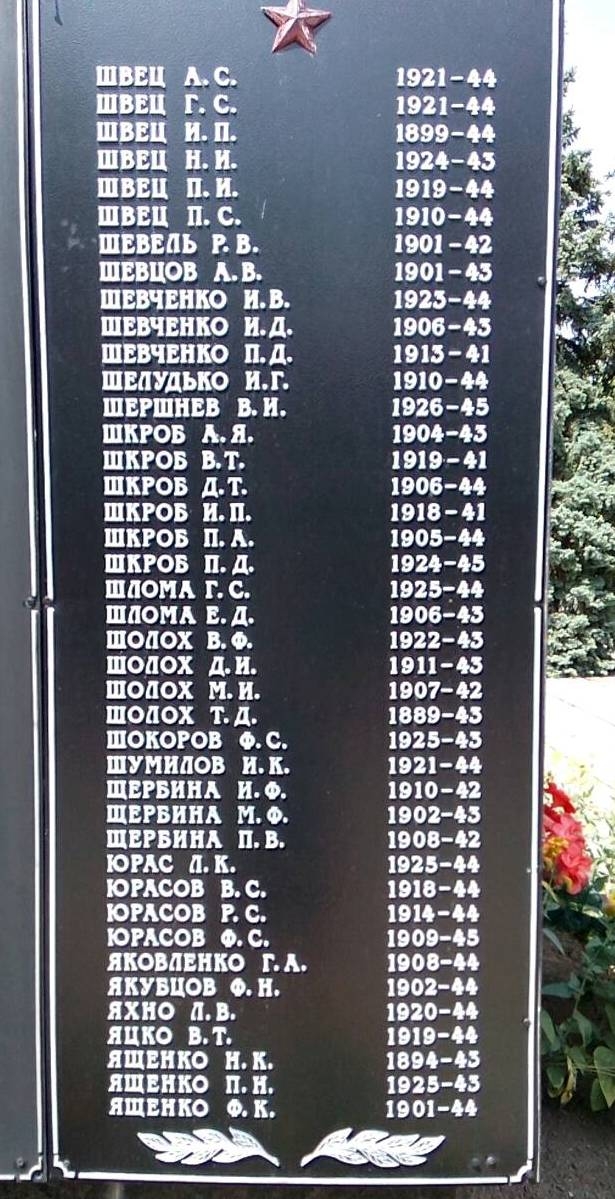 ШВЕЦ А.С. 1921-44
ШВЕЦ Г.С. 1921-44
ШВЕЦ И.П. 1899-44
ШВЕЦ Н.И. 1924-43
ШВЕЦ П.И. 1919-44
ШВЕЦ П.С. 1910-44
ШЕВЕЛЬ Р.В. 1901-42
ШЕВЦОВ А.В. 1901-43
ШЕВЧЕНКО И.В. 1923-44
ШЕВЧЕНКО И.Д. 1906-43
ШЕВЧЕНКО П.Д. 1913-41
ШЕЛУДЬКО И.Г. 1910-44
ШЕРШНЕВ В.И. 1926-45
ШКРОБ А.Я. 1904-43
ШКРОБ В.Т. 1919-41
ШКРОБ Д.Т. 1906-44
ШКРОБ И.П. 1918-41
ШКРОБ П.А. 1905-44
ШКРОБ П.Д. 1924-45
ШЛОМА Г.С. 1925-44
ШЛОМА Е.Д. 1906-43
ШОЛОХ В.Ф. 1922-43
ШОЛОХ Д.И. 1911-43
ШОЛОХ М.И. 1907-42
ШОЛОХ Т.Д. 1889-43
ШОКОРОВ Ф.С. 1925-43
ШУМИЛОВ И.К. 1921-44
ЩЕРБИНА И.Ф. 1910-42
ЩЕРБИНА М.Ф. 1902-43
ЩЕРБИНА П.В. 1908-42
ЮРАС Л.К. 1925-44
ЮРАСОВ В.С. 1918-44
ЮРАСОВ Р.С. 1914-44
ЮРАСОВ Ф.С. 1909-45
ЯКОВЛЕНКО Г.А. 1908-44
ЯКУБЦОВ Ф.Н. 1902-44
ЯХНО Л.В. 1920-44
ЯЦКО В.Т. 1919-44
ЯЩЕНКО Н.К. 1894-43
ЯЩЕНКО П.Н. 1925-43
ЯЩЕНКО Ф.К. 1901-44